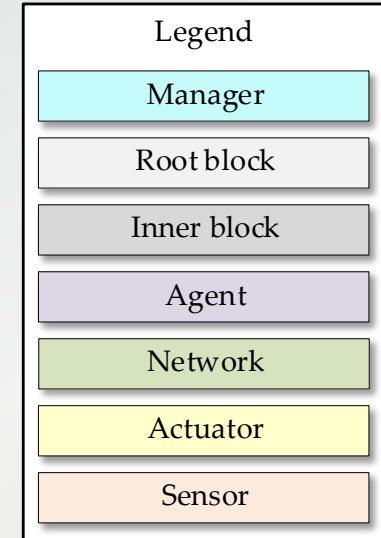 Legend
Manager
Root block
Inner block
Agent
Network
Actuator
Sensor